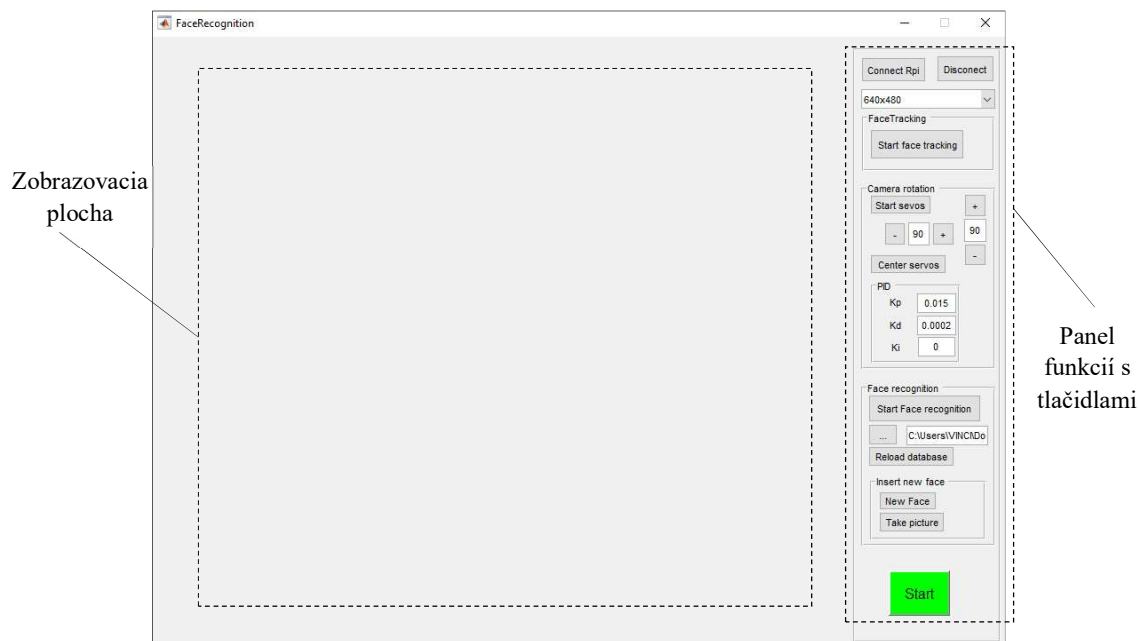 FaceRecognition
Zobrazovacia
plocha
Connect Rpi
Disconect
640x480
FaceTracking
Start face tracking
Camera rotation
Start sevos
+
- 90 +
90
-
Center servos
PID
Kp 0.015
Kd 0.0002
Ki 0
Face recognition
Start Face recognition
... C:\Users\VINCI\Do
Reload database
Insert new face
New Face
Take picture
Start
Panel
funkcií s
tlačidlami